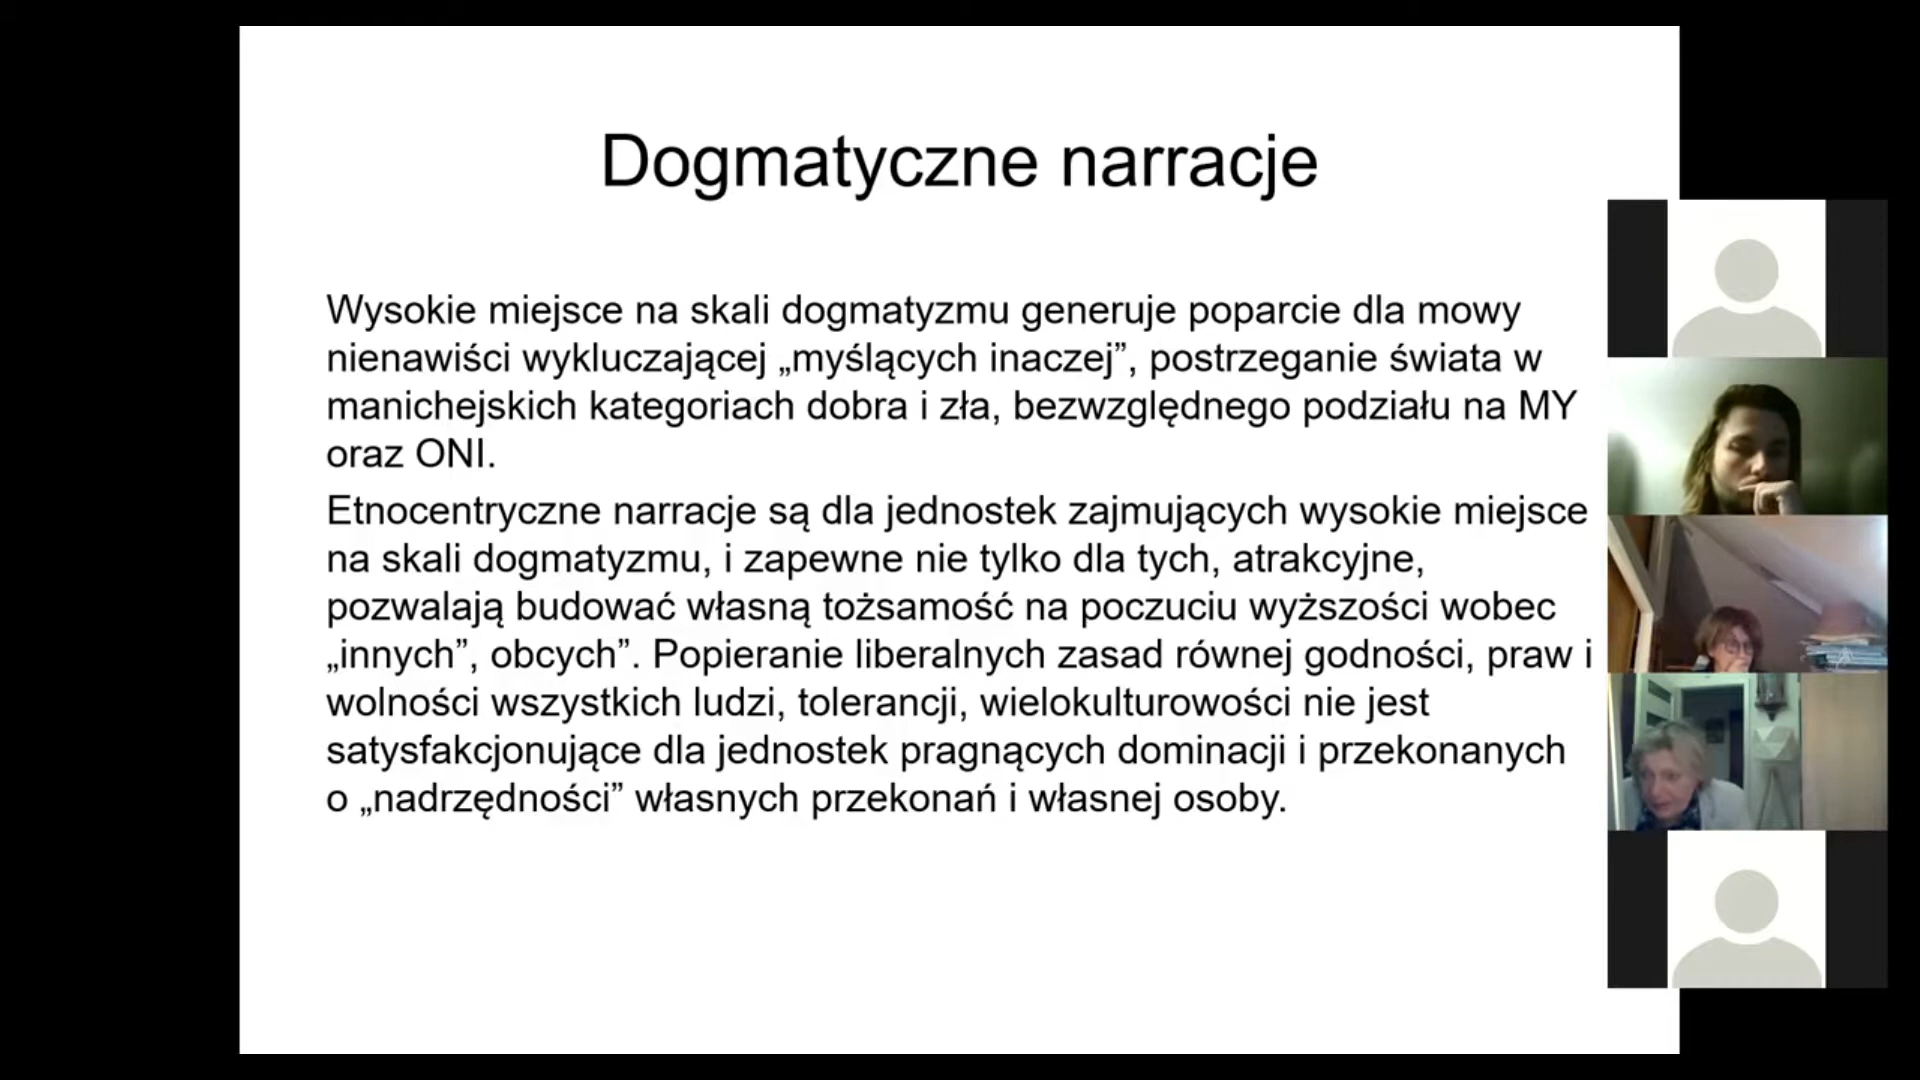 Dogmatyczne narracje
Wysokie miejsce na skali dogmatyzmu generuje poparcie dla mowy
nienawiści wykluczającej „myślących inaczej”, postrzeganie świata w
manichejskich kategoriach dobra i zła, bezwzględnego podziału na MY
oraz ONI.
Etnocentryczne narracje są dla jednostek zajmujących wysokie miejsce
na skali dogmatyzmu, i zapewne nie tylko dla tych, atrakcyjne,
pozwalają budować własną tożsamość na poczuciu wyższości wobec
„innych”, obcych”. Popieranie liberalnych zasad równej godności, praw i
wolności wszystkich ludzi, tolerancji, wielokulturowości nie jest
satysfakcjonujące dla jednostek pragnących dominacji i przekonanych
o „nadrzędności” własnych przekonań i własnej osoby.